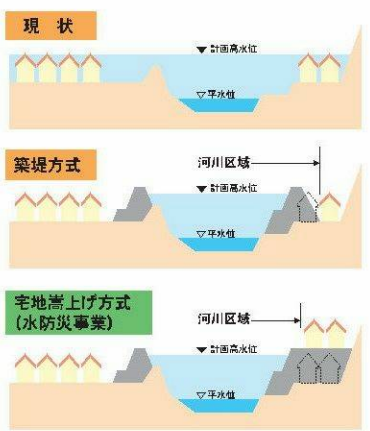 現 状
▼計画高水位
▽平水位
築堤方式
河川区域
▼計画高水位
▽平水位
宅地嵩上げ方式
(水防災事業)
河川区域
▼計画高水位
▽平水位